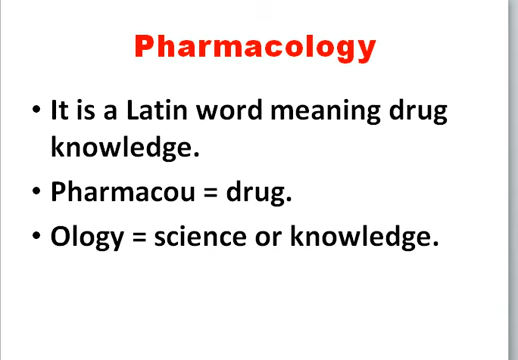 Pharmacology
• It is a Latin word meaning drug
knowledge.
• Pharmacou = drug.
• Ology = science or knowledge.